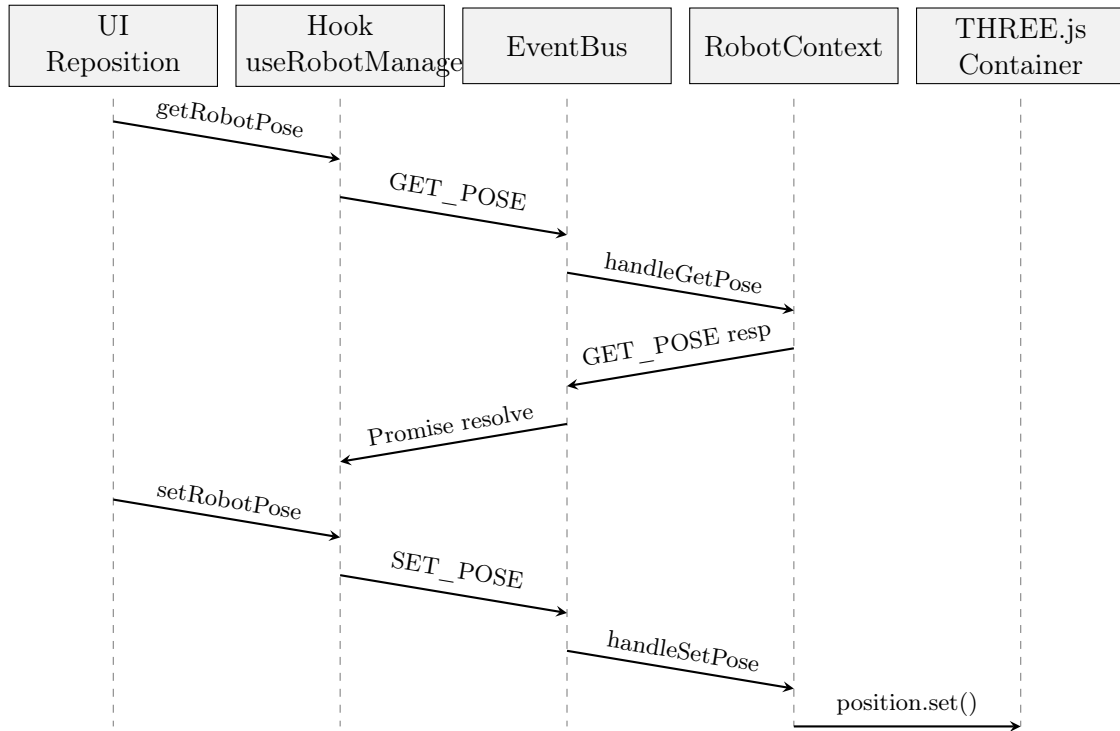 UI
Reposition
Hook
useRobotManage
EventBus
RobotContext
THREE.js
Container
getRobotPose
GET_POSE
handleGetPose
GET_POSE resp
Promise resolve
setRobotPose
SET_POSE
handleSetPose
position.set()